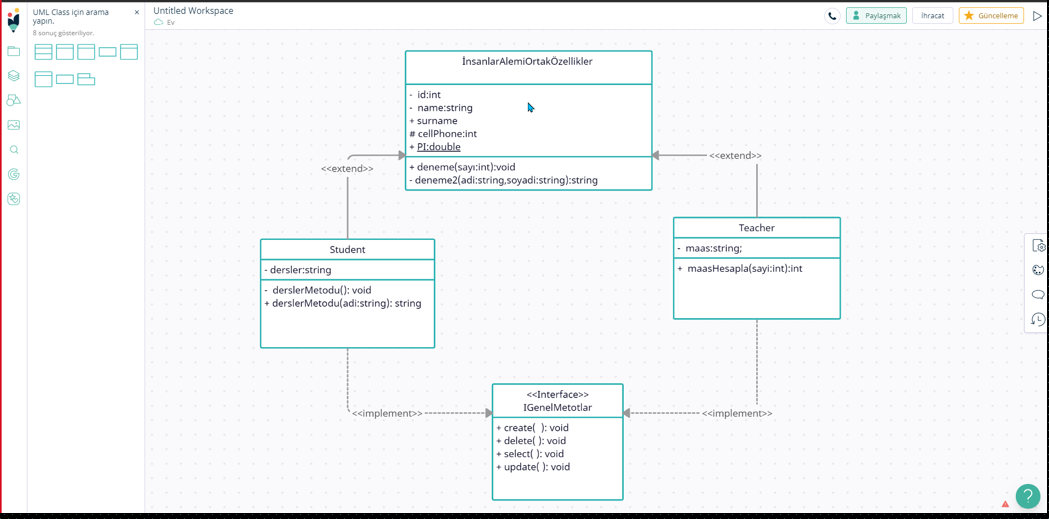 UML Class için arama
yapın.
×
8 sonuç gösteriliyor.
Untitled Workspace
Ev
Paylaşmak
İhracat
Güncelleme
İnsanlarAlemiOrtakÖzellikler
- id:int
- name:string
+ surname
# cellPhone:int
+ PI:double
+ deneme(sayı:int):void
- deneme2(adi:string,soyadi:string):string
<<extend>>
<<extend>>
Student
- dersler:string
- derslerMetodu(): void
+ derslerMetodu(adi:string): string
Teacher
- maas:string;
+ maasHesapla(sayi:int):int
<<implement>>
<<implement>>
<<Interface>>
IGenelMetotlar
+ create( ): void
+ delete( ): void
+ select( ): void
+ update( ): void
?